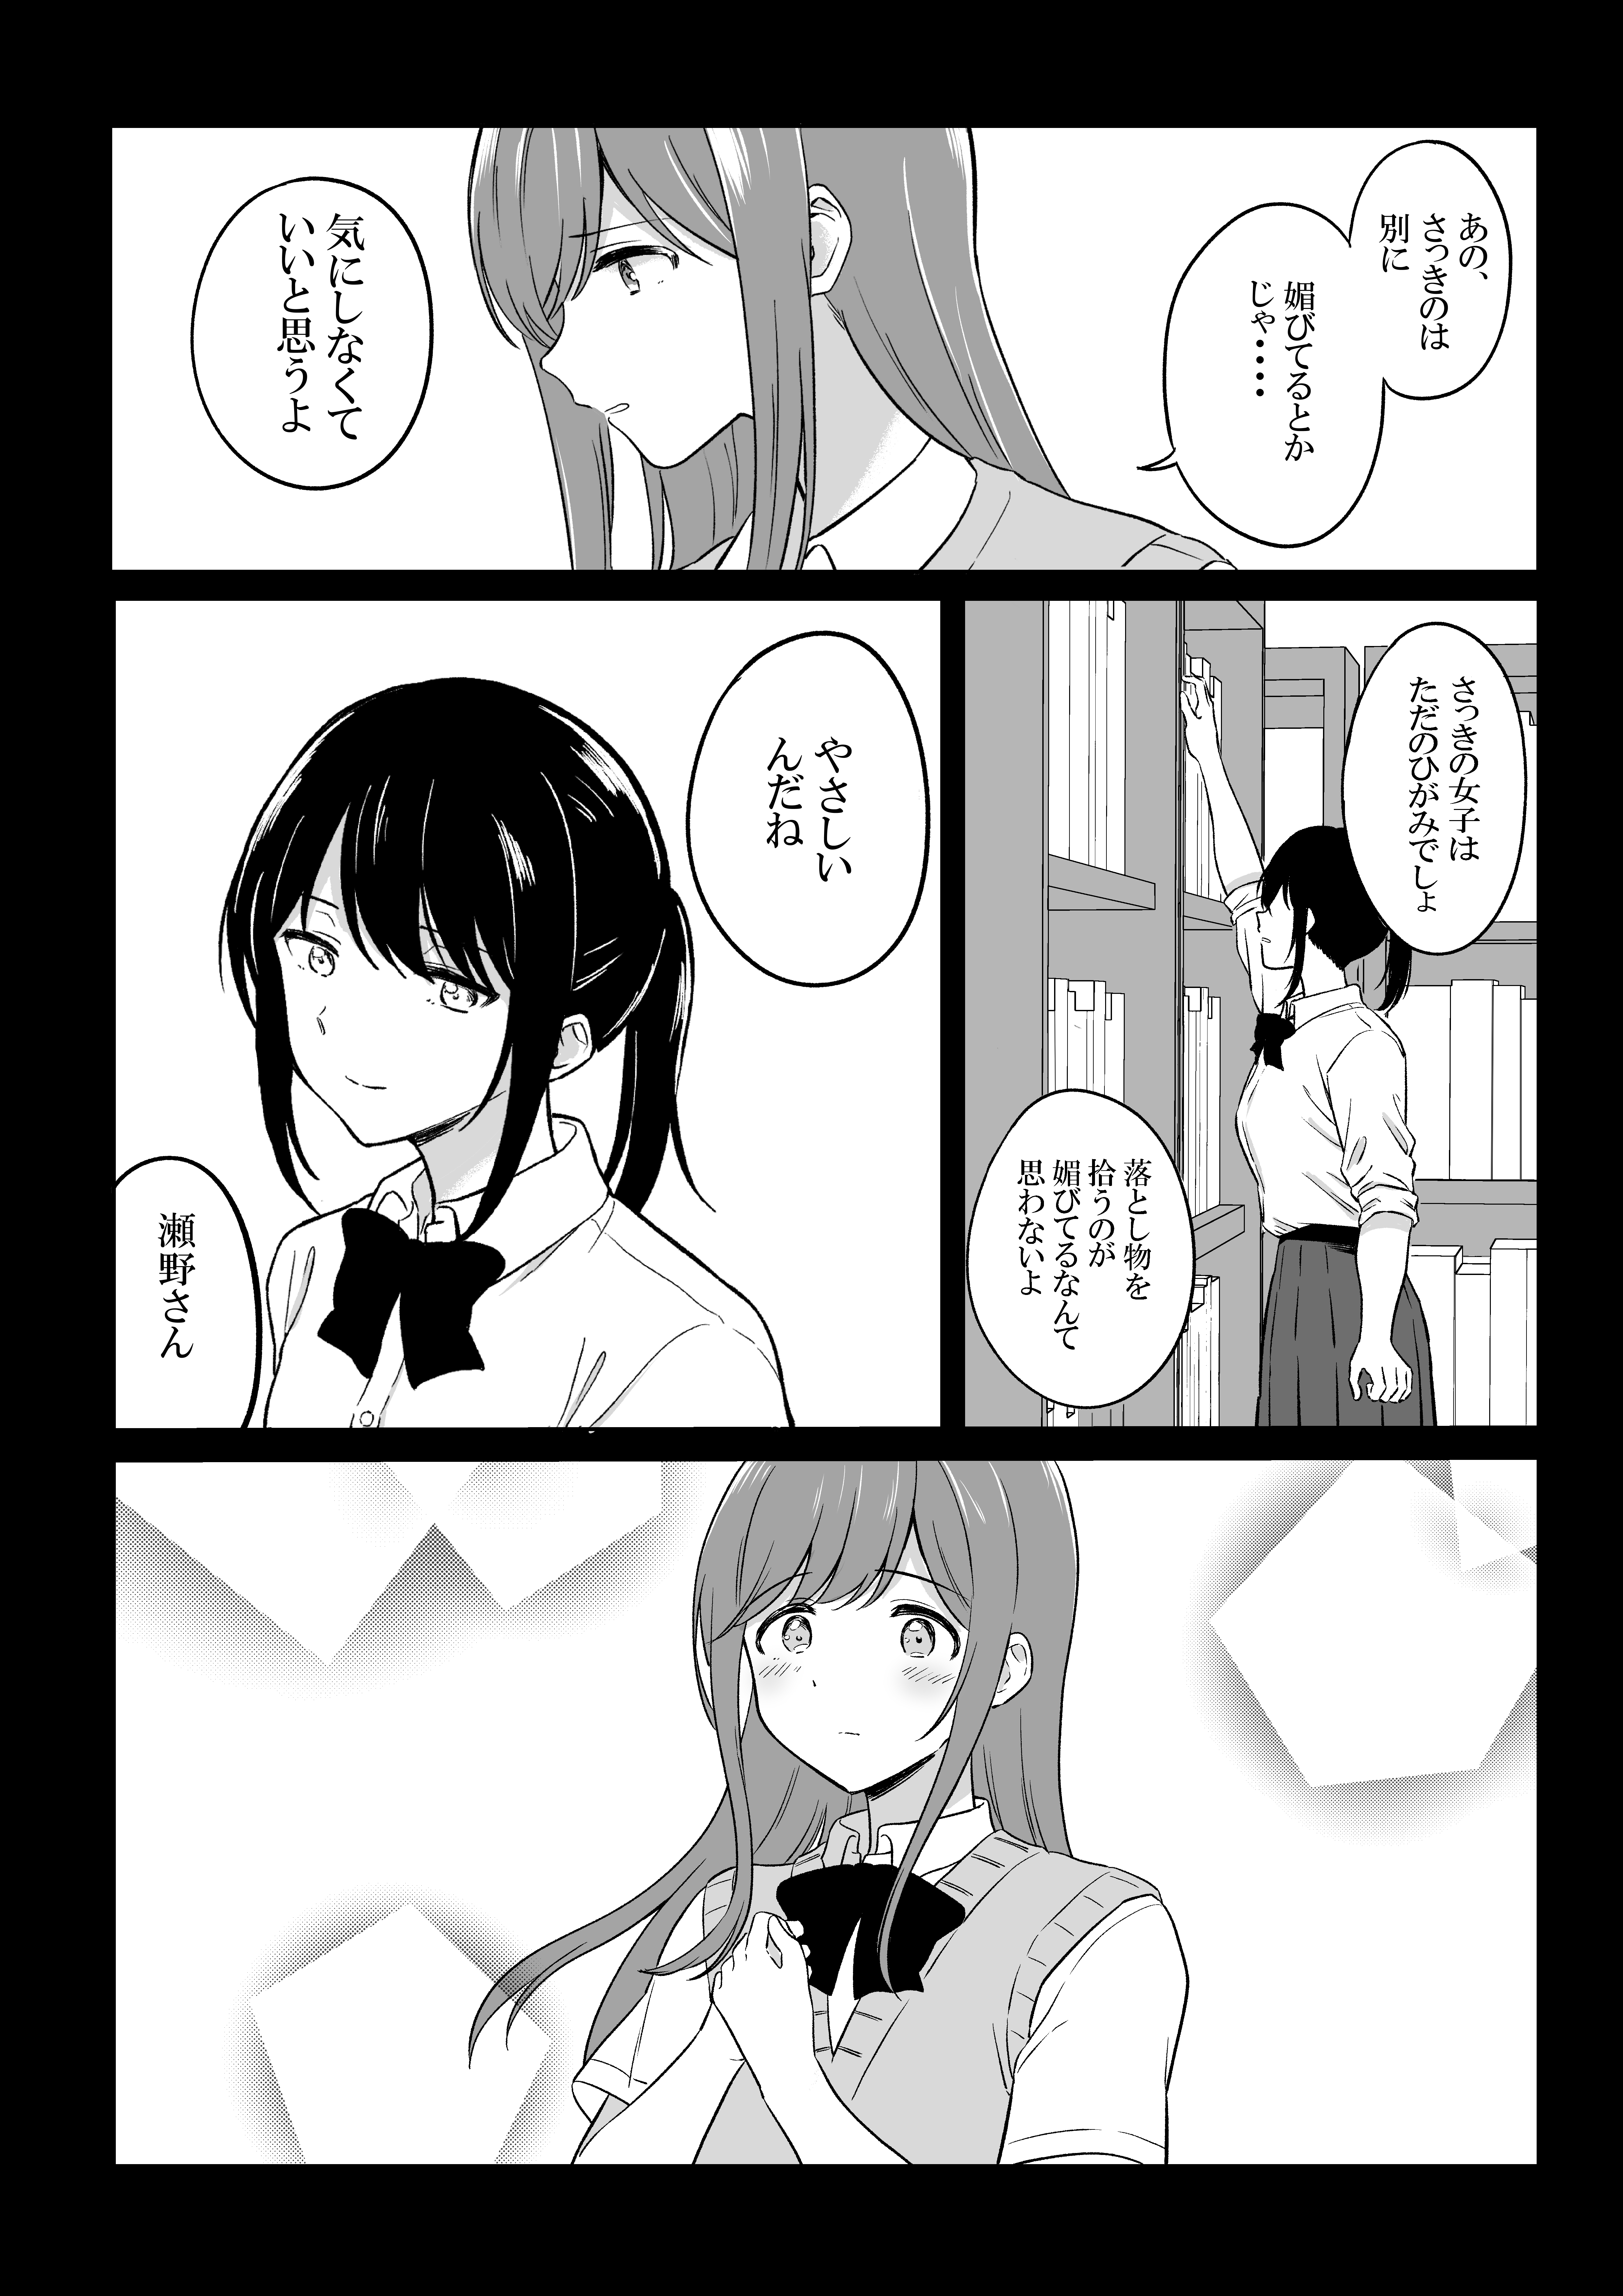 あの、
さっきのは
別に
媚びてるとか
じゃ・・・・
気にしなくて
いいと思うよ
さっきの女子は
ただのひがみでしょ
落とし物を
拾うのが
媚びてるなんて
思わないよ
やさしい
んだね
瀬野さん